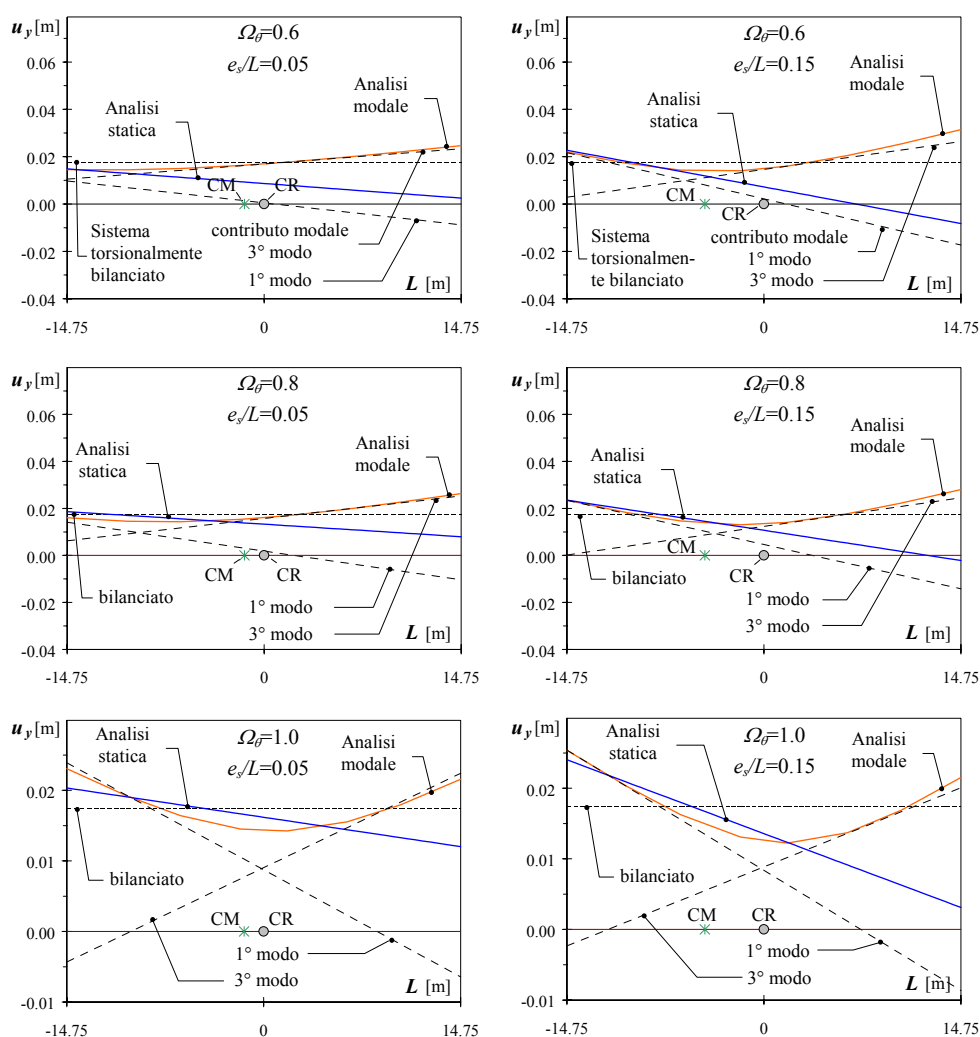 u_y [m]
Ω_θ=0.6
e_s/L=0.05
0.06
0.04
0.02
0.00
-0.02
-0.04
Analisi
statica
Analisi
modale
CM
CR
Sistema
torsionalmente
bilanciato
contributo modale
3° modo
1° modo
L [m]
-14.75
0
14.75
u_y [m]
Ω_θ=0.6
e_s/L=0.15
0.06
0.04
0.02
0.00
-0.02
-0.04
Analisi
statica
Analisi
modale
CM
CR
Sistema
torsionalmen-
te bilanciato
contributo modale
1° modo
3° modo
L [m]
-14.75
0
14.75
u_y [m]
Ω_θ=0.8
e_s/L=0.05
0.06
0.04
0.02
0.00
-0.02
-0.04
Analisi
statica
Analisi
modale
CM
CR
bilanciato
1° modo
3° modo
L [m]
-14.75
0
14.75
u_y [m]
Ω_θ=0.8
e_s/L=0.15
0.06
0.04
0.02
0.00
-0.02
-0.04
Analisi
statica
Analisi
modale
CM
CR
bilanciato
1° modo
3° modo
L [m]
-14.75
0
14.75
u_y [m]
Ω_θ=1.0
e_s/L=0.05
0.02
0.01
0.00
-0.01
Analisi
statica
Analisi
modale
bilanciato
CM
CR
1° modo
3° modo
L [m]
-14.75
0
14.75
u_y [m]
Ω_θ=1.0
e_s/L=0.15
0.02
0.01
0.00
-0.01
Analisi
statica
Analisi
modale
bilanciato
CM
CR
1° modo
3° modo
L [m]
-14.75
0
14.75